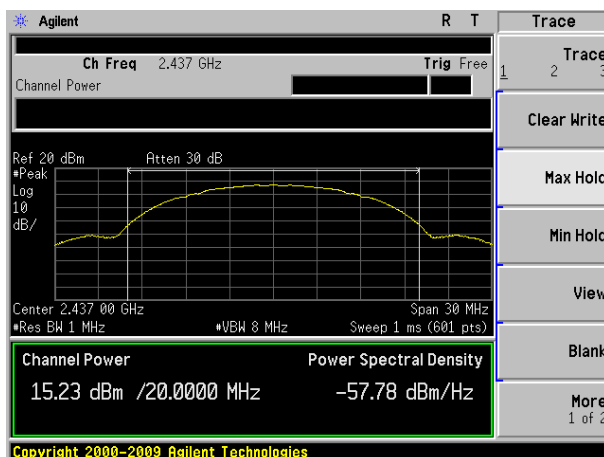 Agilent R T Trace
Ch Freq 2.437 GHz Trig Free
Channel Power
Trace
1 2 3
Clear Write
Max Hold
Min Hold
View
Blank
More
1 of 2
Ref 20 dBm Atten 30 dB
#Peak
Log
10
dB/
Center 2.437 00 GHz Span 30 MHz
#Res BW 1 MHz #VBW 8 MHz Sweep 1 ms (601 pts)
Channel Power Power Spectral Density
15.23 dBm /20.0000 MHz -57.78 dBm/Hz
Copyright 2000-2009 Agilent Technologies